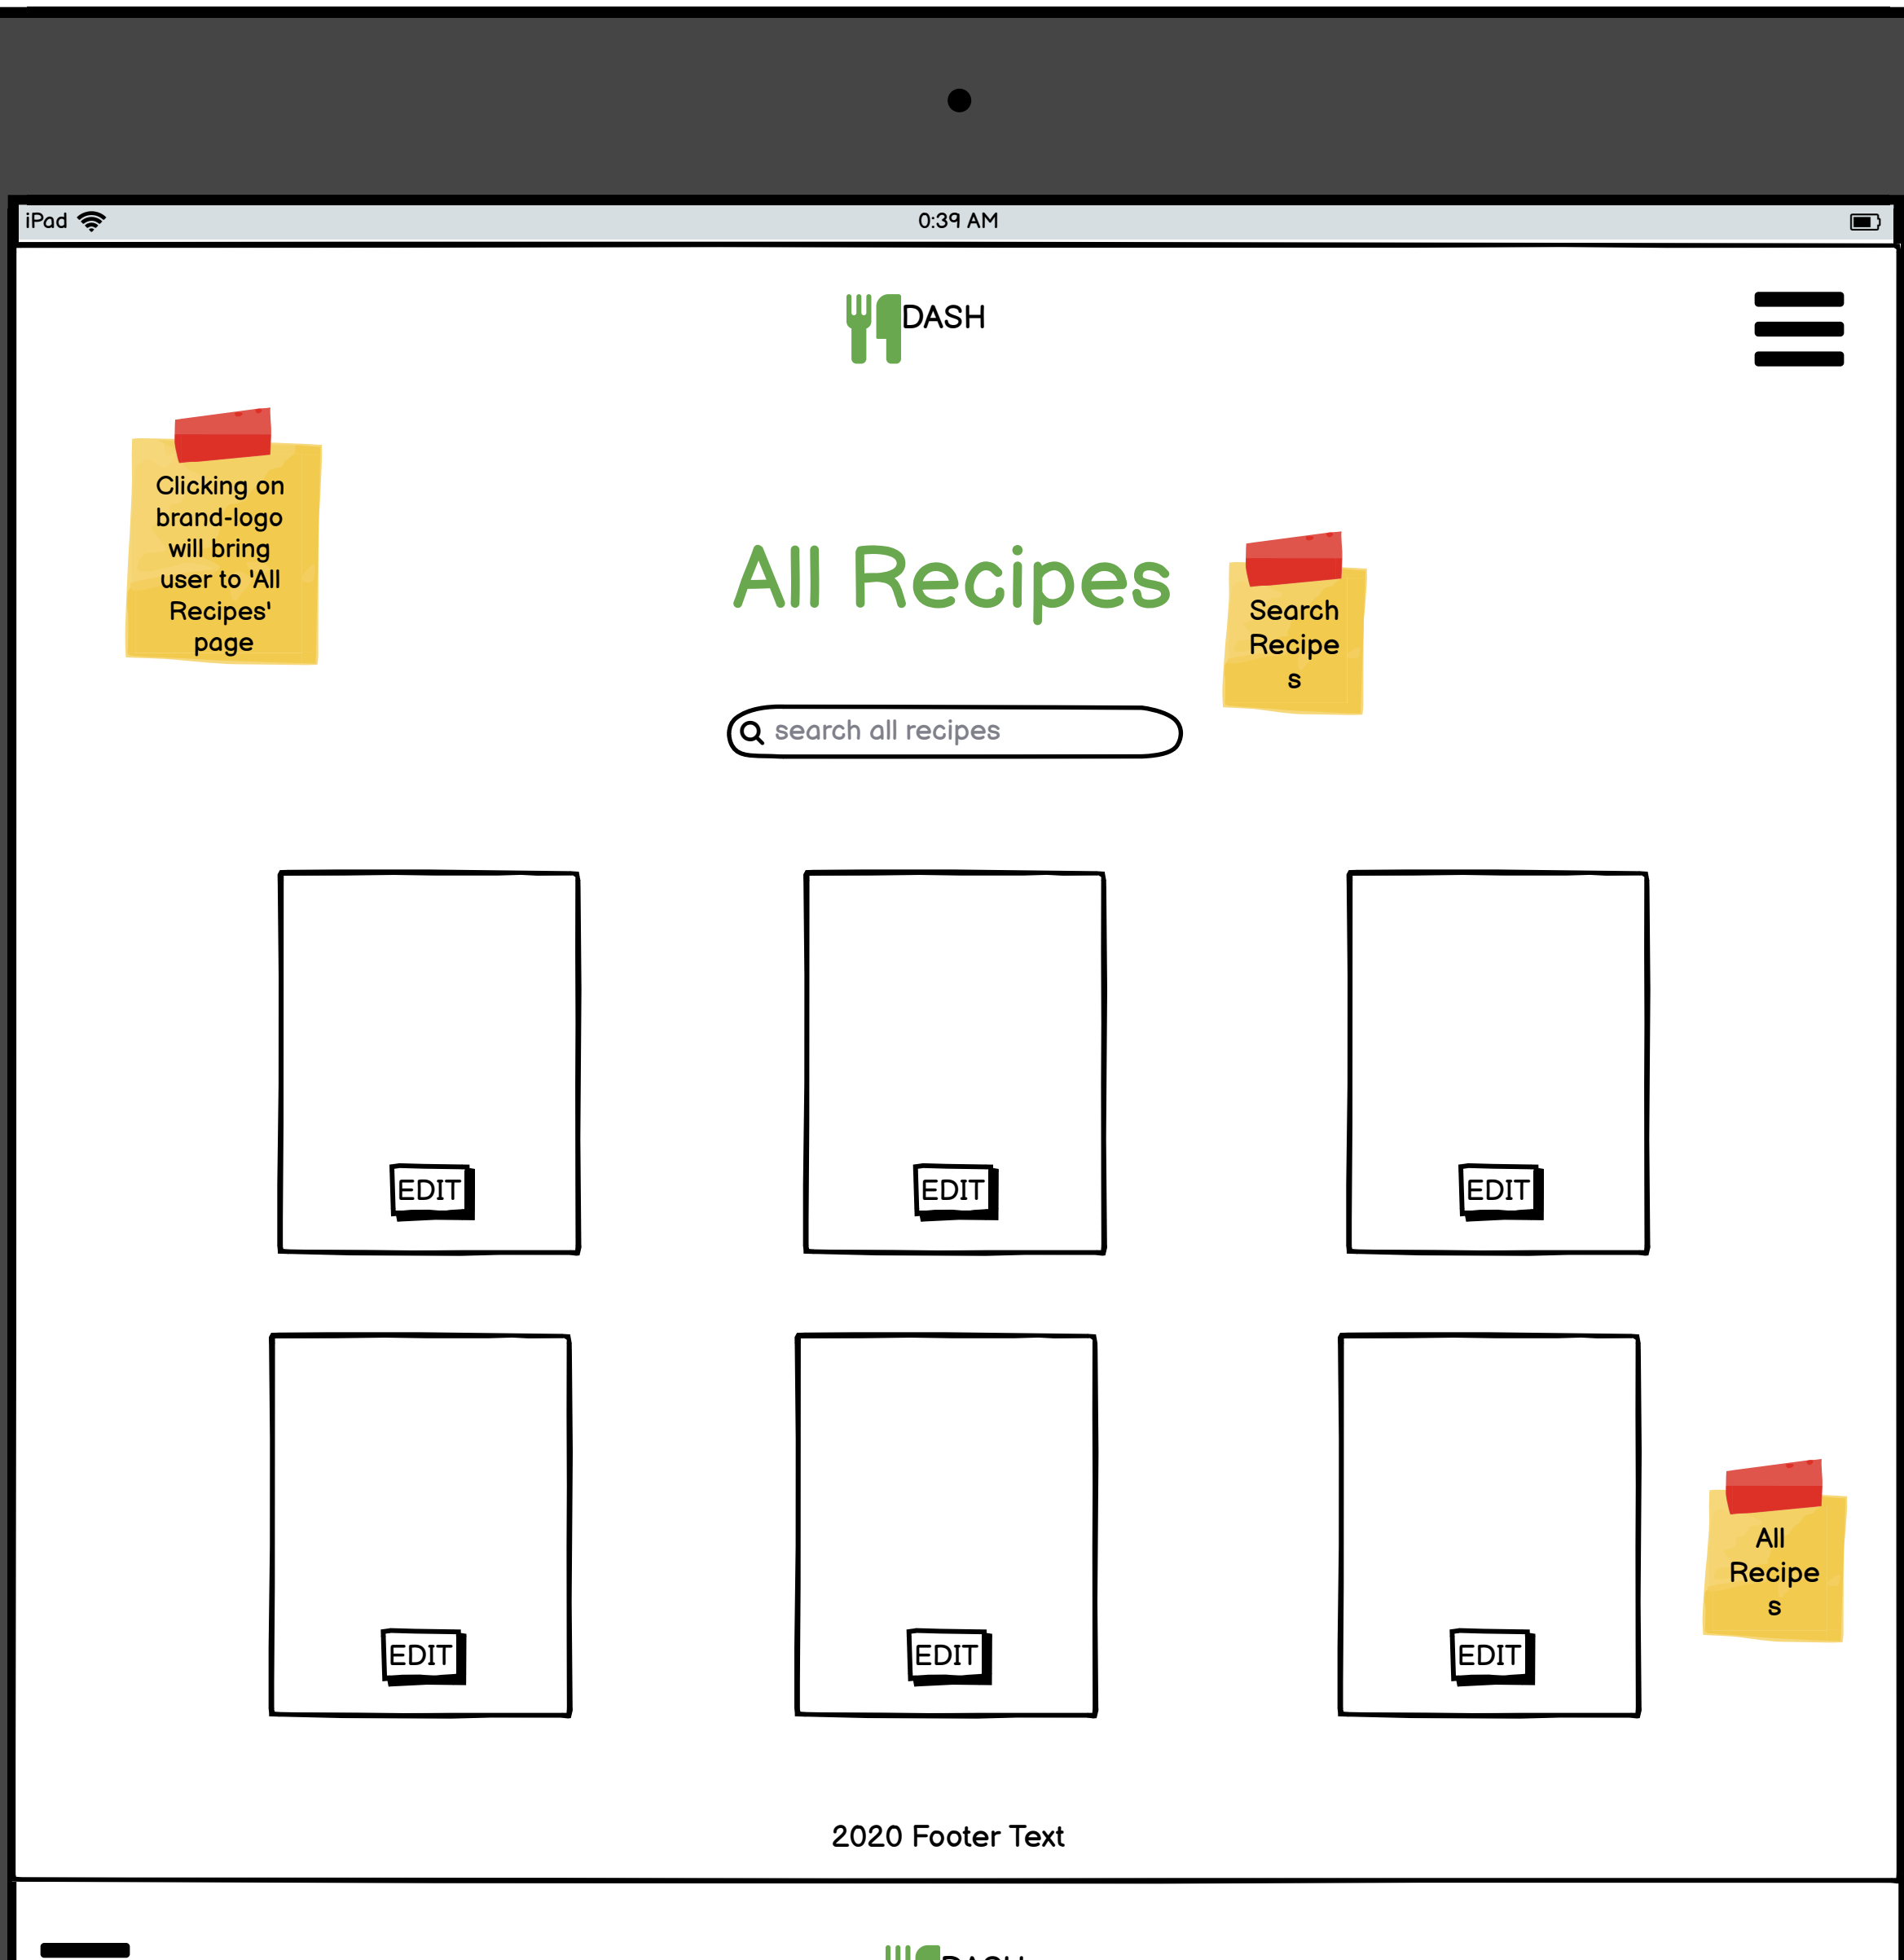 iPad
0:39 AM
DASH
Clicking on
brand-logo
will bring
user to 'All
Recipes'
page
All Recipes
Search
Recipe
s
search all recipes
EDIT
EDIT
EDIT
EDIT
EDIT
EDIT
All
Recipe
s
2020 Footer Text
DASH